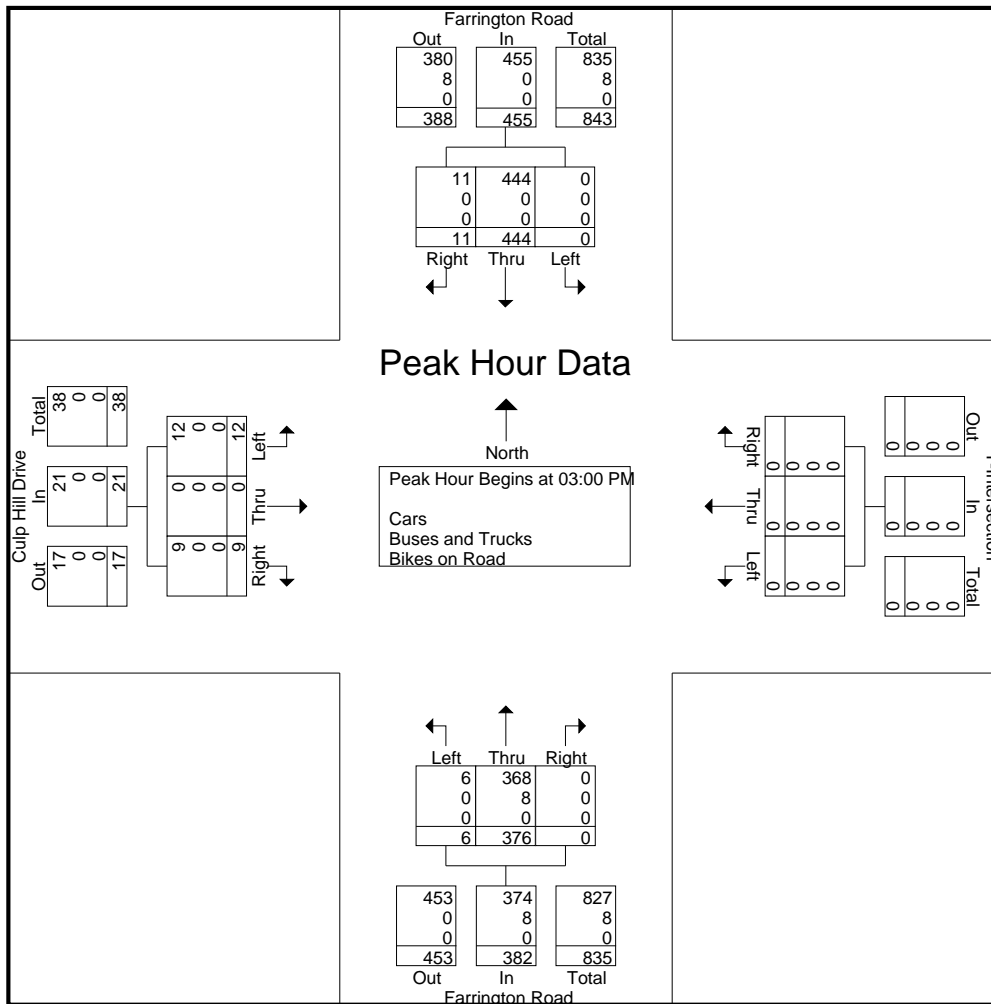 Farrington Road
Out In Total
380 455 835
8 0 8
0 0 0
388 455 843
11 444 0
0 0 0
0 0 0
11 444 0
Right Thru Left
Peak Hour Data
North
Peak Hour Begins at 03:00 PM
Cars
Buses and Trucks
Bikes on Road
Culp Hill Drive
Out In Total
17 21 38
0 0 0
0 0 0
17 21 38
Left Thru Right
12 0 9
0 0 0
0 0 0
12 0 9
Out In Total
0 0 0
0 0 0
0 0 0
0 0 0
Right Thru Left
0 0 0
0 0 0
0 0 0
0 0 0
Left Thru Right
6 368 0
0 8 0
0 0 0
6 376 0
453 374 827
0 8 8
0 0 0
453 382 835
Out In Total
Farrington Road